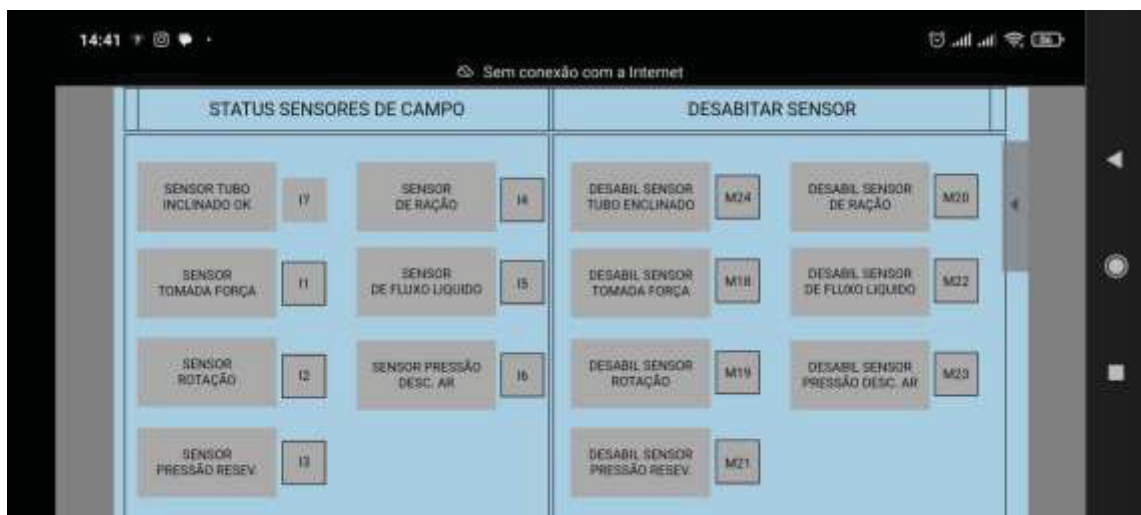 14:41
Sem conexão com a Internet
STATUS SENSORES DE CAMPO
DESABITAR SENSOR
SENSOR TUBO
INCLINADO OK
I7
SENSOR
DE RAÇÃO
I4
DESABIL SENSOR
TUBO ENCLINADO
M24
DESABIL SENSOR
DE RAÇÃO
M20
SENSOR
TOMADA FORÇA
I1
SENSOR
DE FLUXO LIQUIDO
I5
DESABIL SENSOR
TOMADA FORÇA
M18
DESABIL SENSOR
DE FLUXO LIQUIDO
M22
SENSOR
ROTAÇÃO
I2
SENSOR PRESSÃO
DESC. AR
I6
DESABIL SENSOR
ROTAÇÃO
M19
DESABIL SENSOR
PRESSÃO DESC. AR
M23
SENSOR
PRESSÃO RESEV.
I3
DESABIL SENSOR
PRESSÃO RESEV.
M21